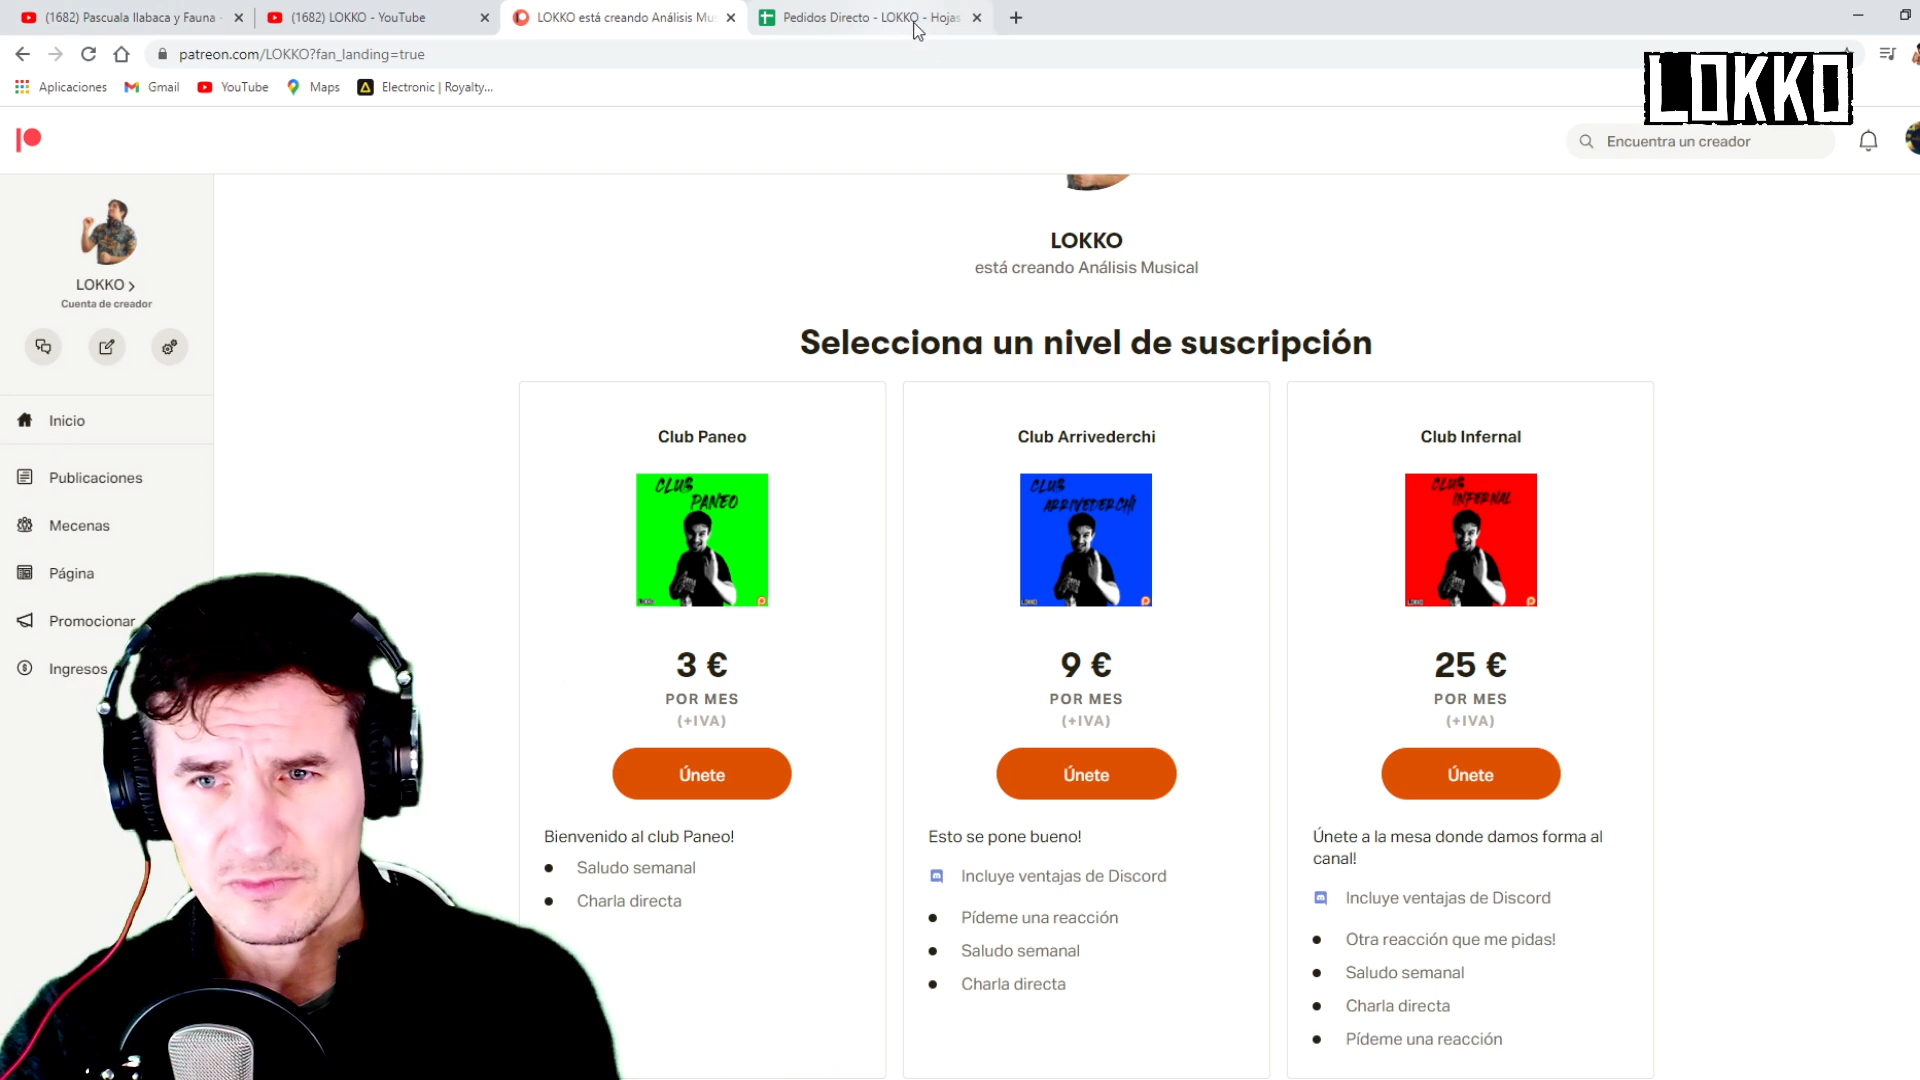 (1682) Pascuala Ilabaca y Fauna -
(1682) LOKKO - YouTube
LOKKO está creando Análisis Mu
Pedidos Directo - LOKKO - Hojas
patreon.com/LOKKO?fan_landing=true
Aplicaciones
Gmail
YouTube
Maps
Electronic | Royalty...
LOKKO
Encuentra un creador
LOKKO
Cuenta de creador
Inicio
Publicaciones
Mecenas
Página
Promocionar
Ingresos
LOKKO
está creando Análisis Musical
Selecciona un nivel de suscripción
Club Paneo
CLUB
PANEO
3 €
POR MES
(+IVA)
Únete
Bienvenido al club Paneo!
Saludo semanal
Charla directa
Club Arrivederchi
CLUB
ARRIVEDERCHI
LOKKO
9 €
POR MES
(+IVA)
Únete
Esto se pone bueno!
Incluye ventajas de Discord
Pídeme una reacción
Saludo semanal
Charla directa
Club Infernal
CLUB
INFERNAL
LOKKO
25 €
POR MES
(+IVA)
Únete
Únete a la mesa donde damos forma al
canal!
Incluye ventajas de Discord
Otra reacción que me pidas!
Saludo semanal
Charla directa
Pídeme una reacción